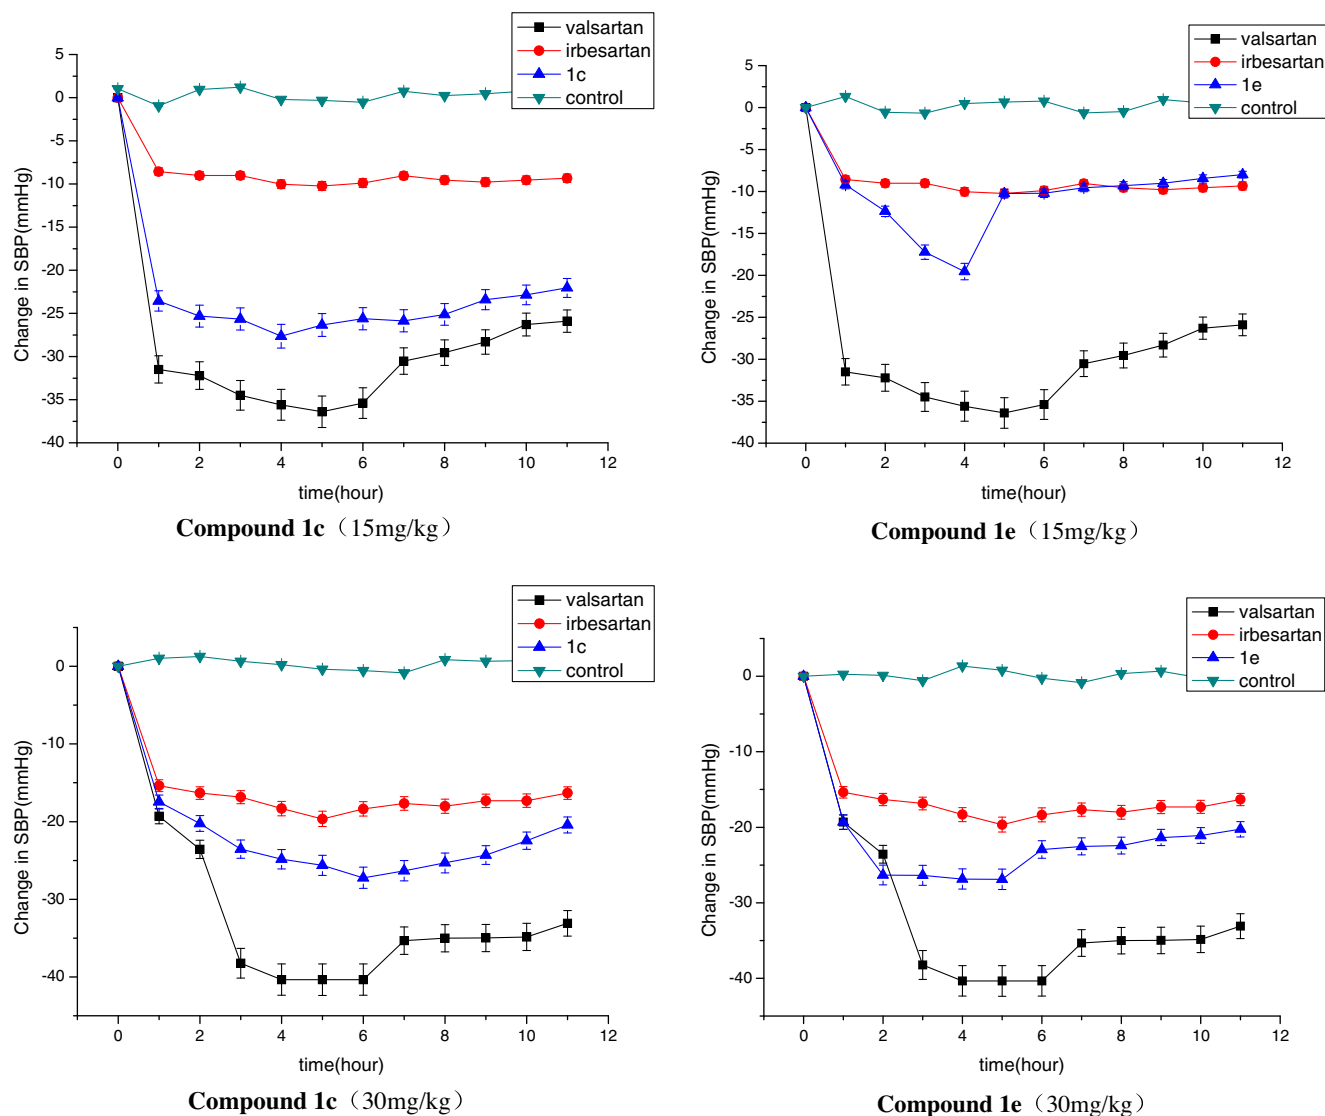 valsartan
irbesartan
1c
control
5
0
-5
-10
-15
-20
-25
-30
-35
-40
Change in SBP(mmHg)
0 2 4 6 8 10 12
time(hour)
Compound 1c（15mg/kg）
valsartan
irbesartan
1e
control
5
0
-5
-10
-15
-20
-25
-30
-35
-40
Change in SBP(mmHg)
0 2 4 6 8 10 12
time(hour)
Compound 1e（15mg/kg）
valsartan
irbesartan
1c
control
0
-10
-20
-30
-40
Change in SBP(mmHg)
0 2 4 6 8 10 12
time(hour)
Compound 1c（30mg/kg）
valsartan
irbesartan
1e
control
0
-10
-20
-30
-40
Change in SBP(mmHg)
0 2 4 6 8 10 12
time(hour)
Compound 1e（30mg/kg）